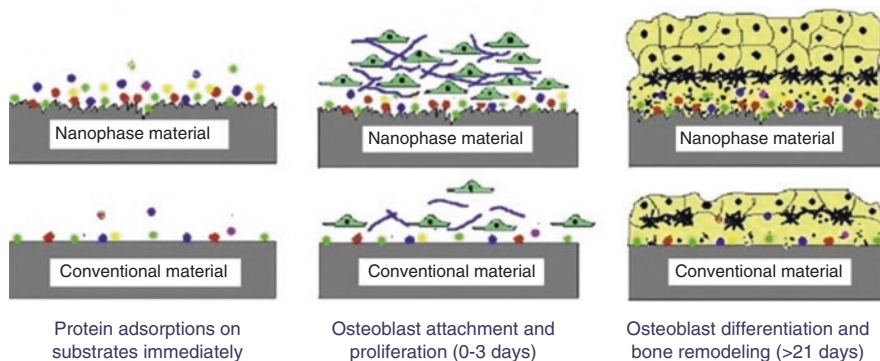 Nanophase material
Nanophase material
Nanophase material
Conventional material
Conventional material
Conventional material
Protein adsorptions on
substrates immediately
Osteoblast attachment and
proliferation (0-3 days)
Osteoblast differentiation and
bone remodeling (>21 days)